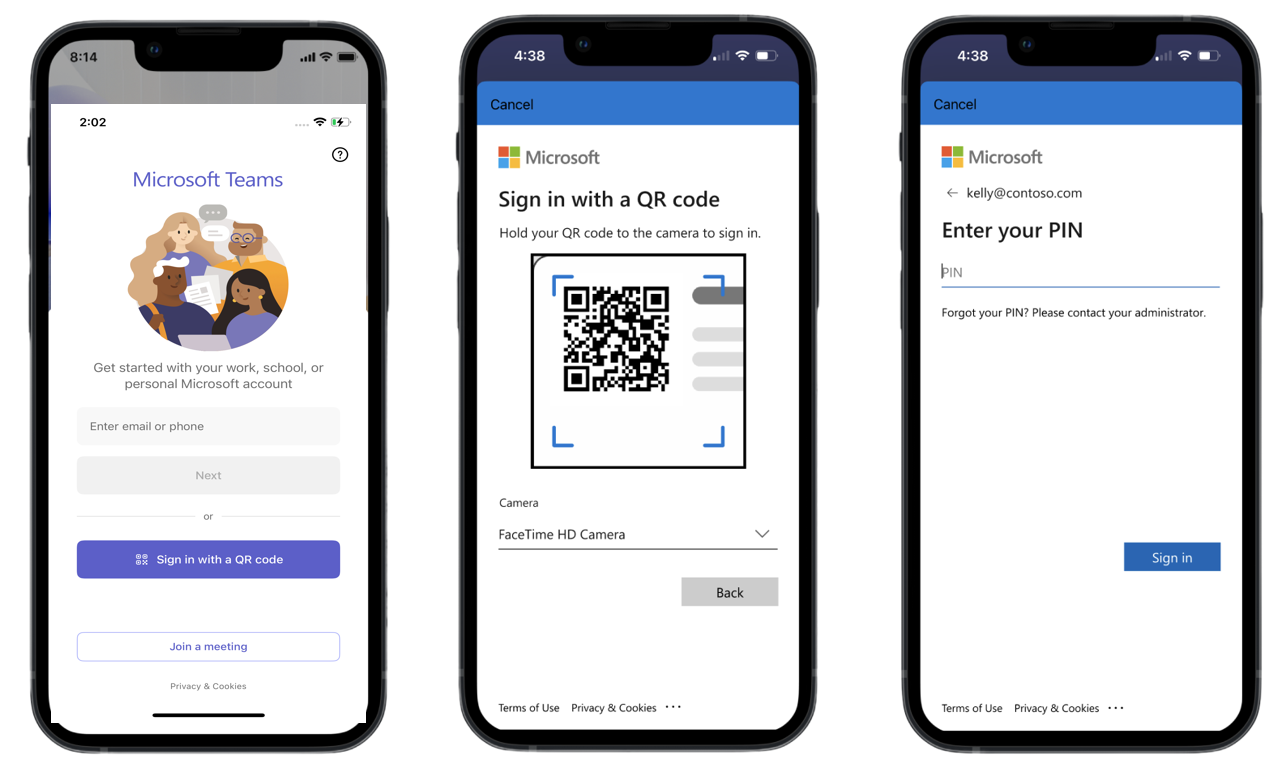 8:14
2:02
Microsoft Teams
Get started with your work, school, or
personal Microsoft account
Enter email or phone
Next
or
Sign in with a QR code
Join a meeting
Privacy & Cookies
4:38
Cancel
Microsoft
Sign in with a QR code
Hold your QR code to the camera to sign in.
Camera
FaceTime HD Camera
Back
Terms of Use Privacy & Cookies ···
4:38
Cancel
Microsoft
← kelly@contoso.com
Enter your PIN
PIN
Forgot your PIN? Please contact your administrator.
Sign in
Terms of Use Privacy & Cookies ···